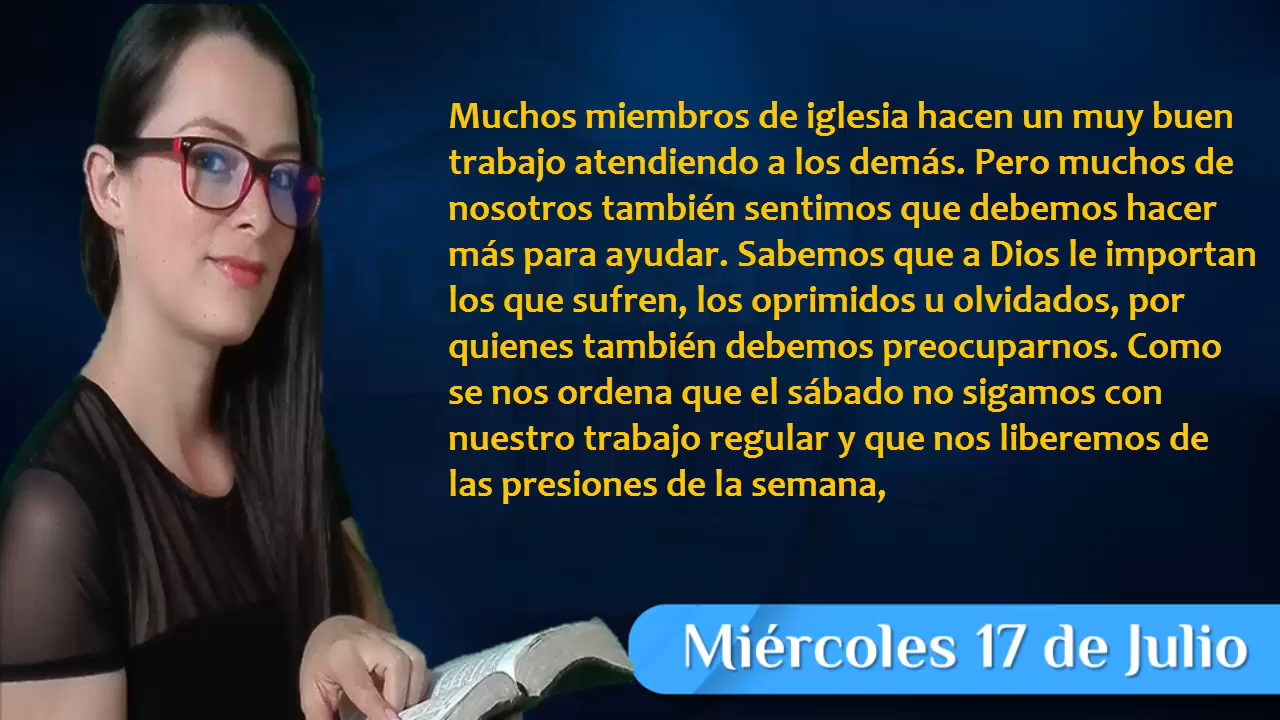 Muchos miembros de iglesia hacen un muy buen
trabajo atendiendo a los demás. Pero muchos de
nosotros también sentimos que debemos hacer
más para ayudar. Sabemos que a Dios le importan
los que sufren, los oprimidos u olvidados, por
quienes también debemos preocuparnos. Como
se nos ordena que el sábado no sigamos con
nuestro trabajo regular y que nos liberemos de
las presiones de la semana,
Miércoles 17 de Julio